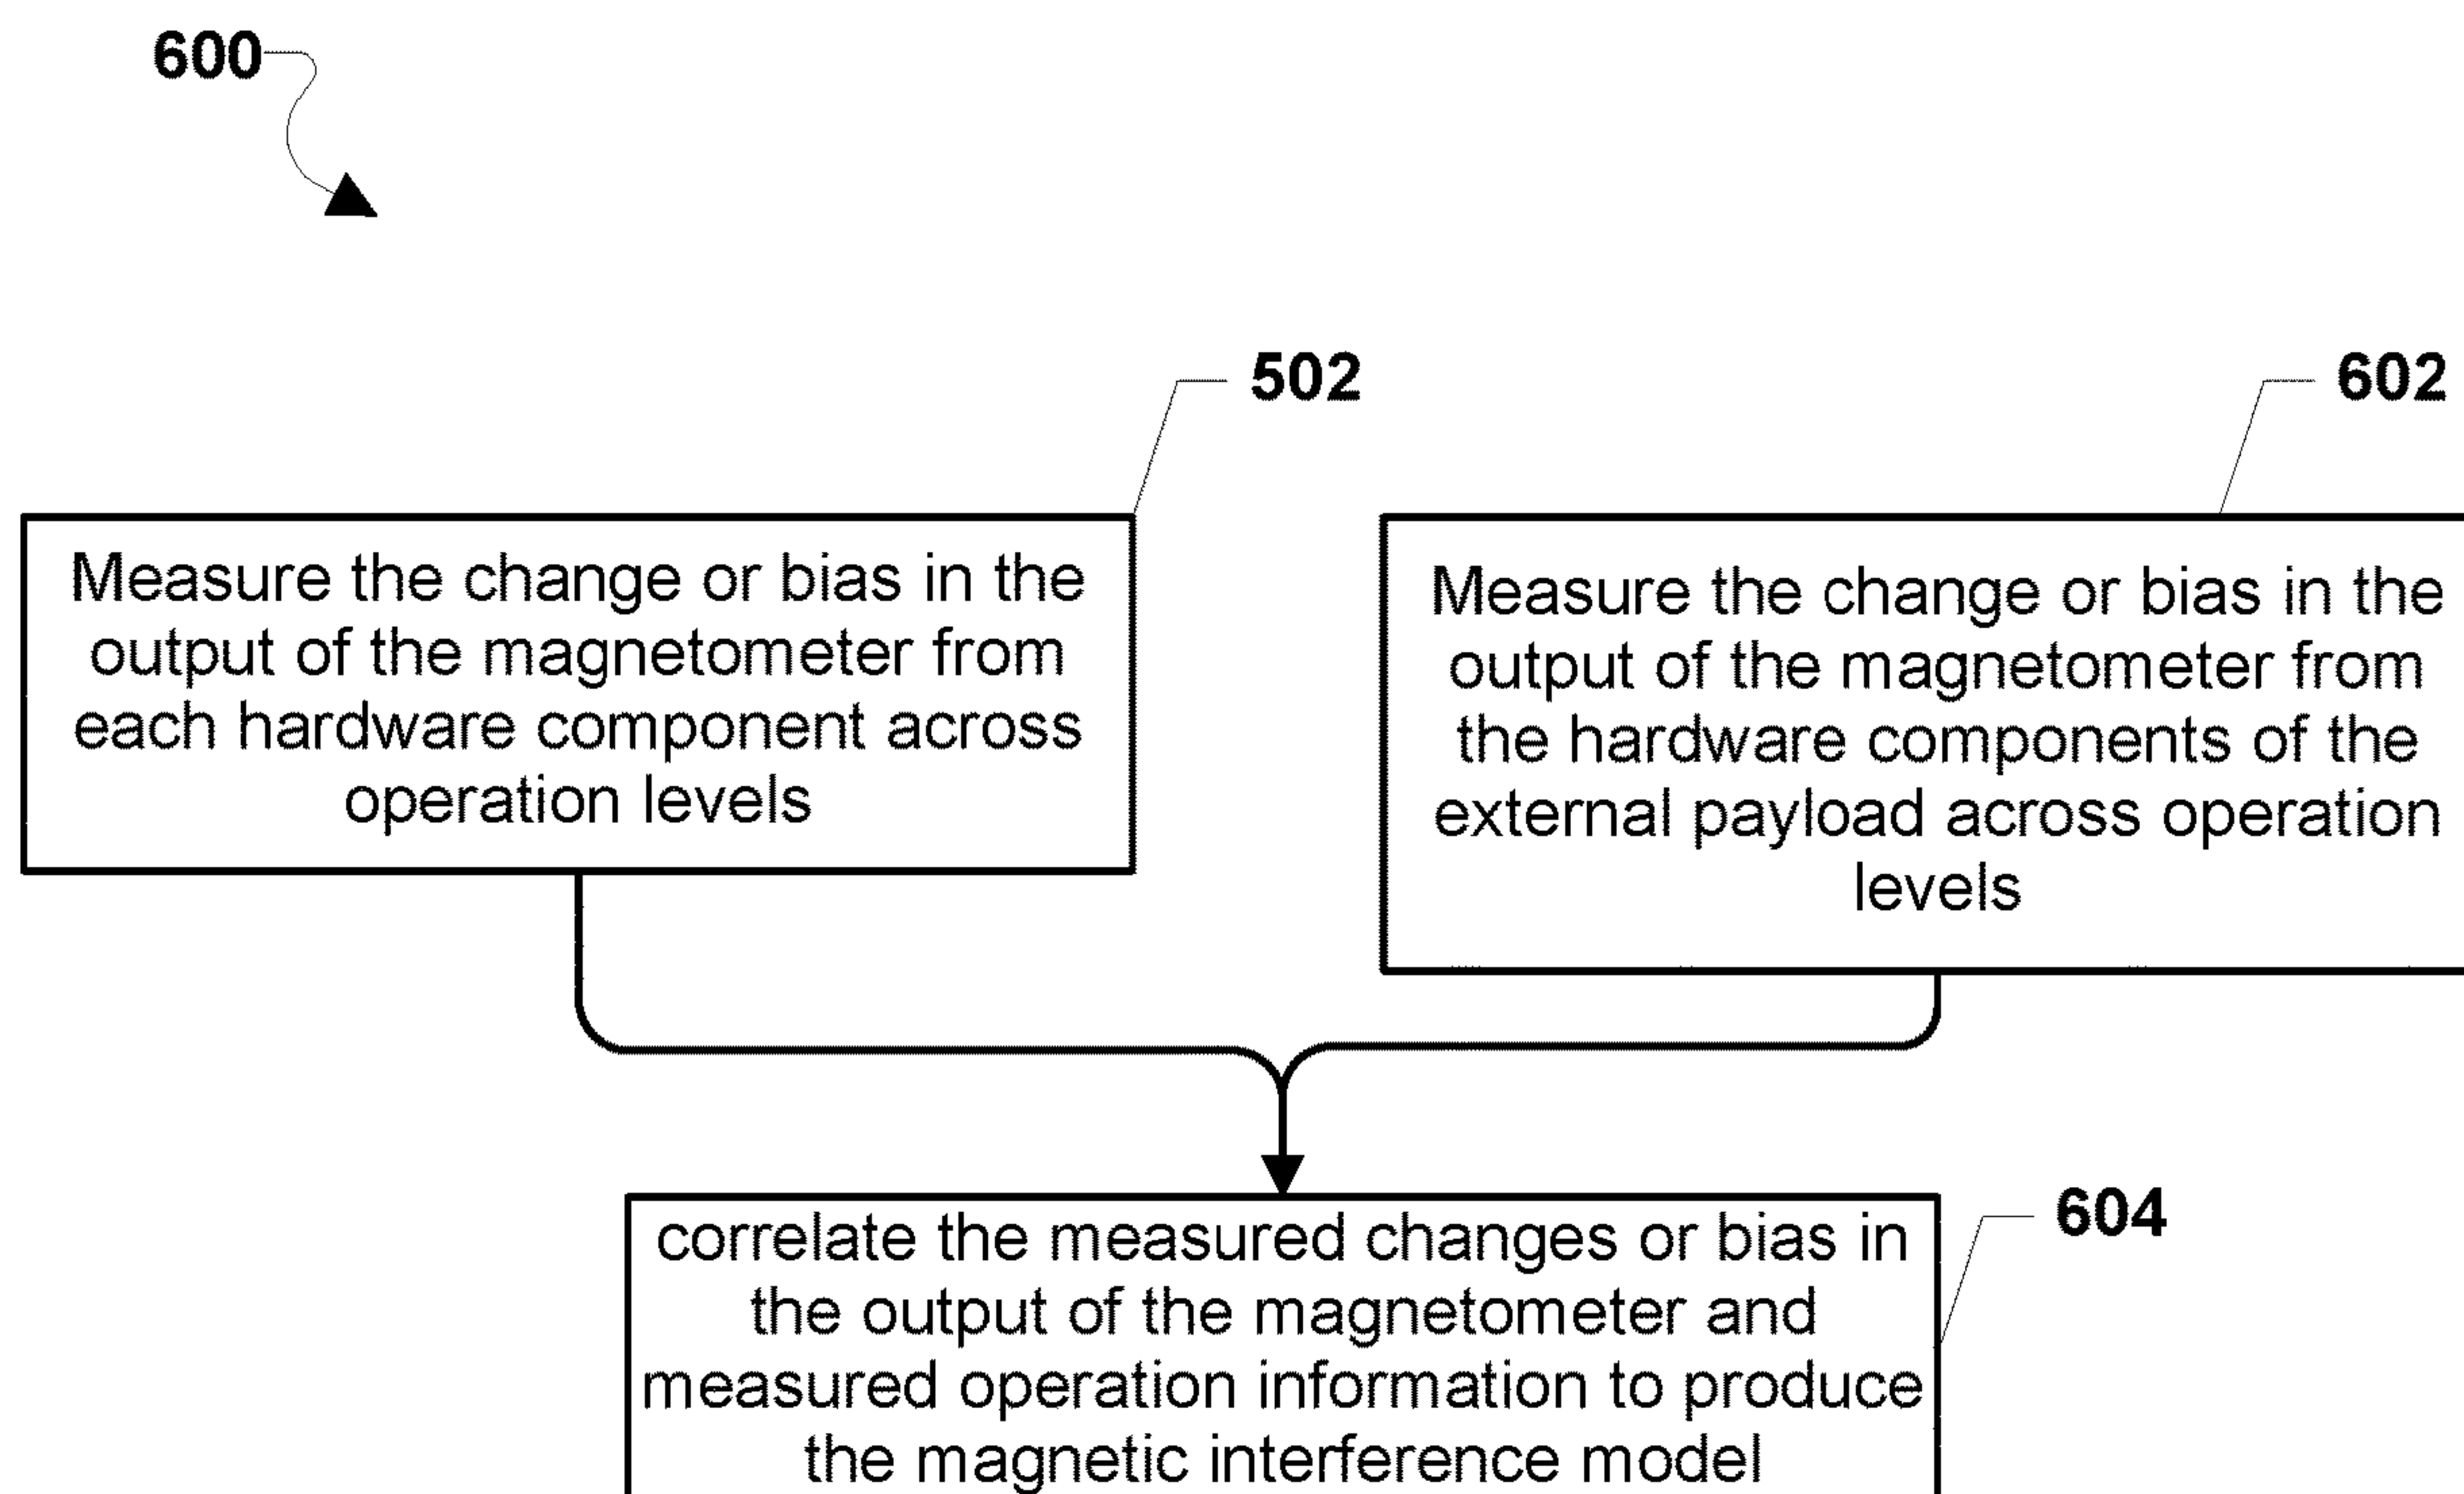 600
502
602
Measure the change or bias in the
output of the magnetometer from
each hardware component across
operation levels
Measure the change or bias in the
output of the magnetometer from
the hardware components of the
external payload across operation
levels
604
correlate the measured changes or bias in
the output of the magnetometer and
measured operation information to produce
the magnetic interference model